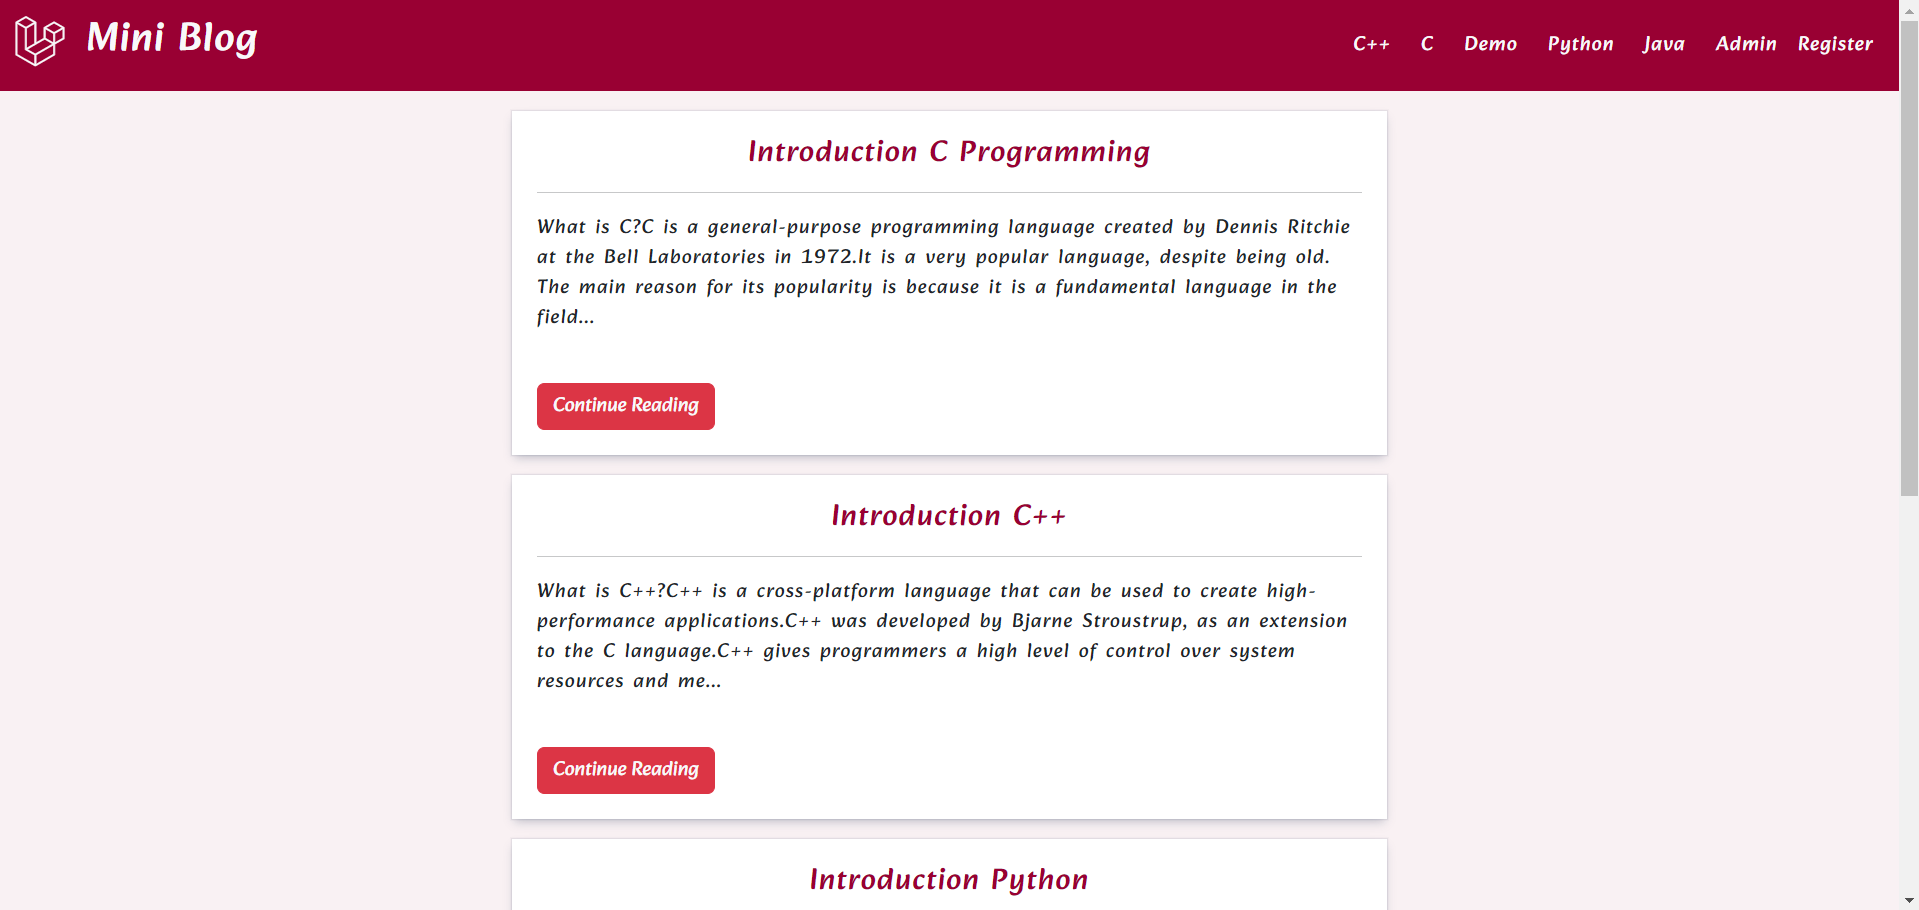 Mini Blog
C++ C Demo Python Java Admin Register
Introduction C Programming
What is C?C is a general-purpose programming language created by Dennis Ritchie
at the Bell Laboratories in 1972.It is a very popular language, despite being old.
The main reason for its popularity is because it is a fundamental language in the
field...
Continue Reading
Introduction C++
What is C++?C++ is a cross-platform language that can be used to create high-
performance applications.C++ was developed by Bjarne Stroustrup, as an extension
to the C language.C++ gives programmers a high level of control over system
resources and me...
Continue Reading
Introduction Python